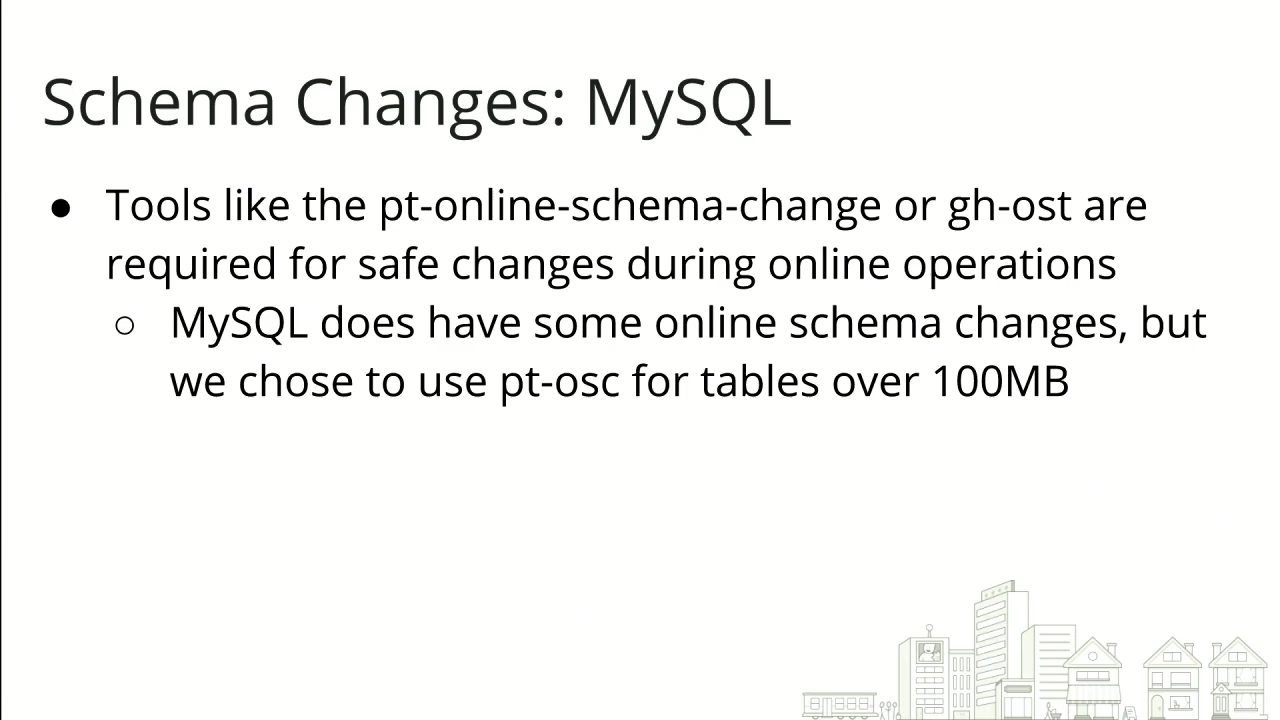 Schema Changes: MySQL
● Tools like the pt-online-schema-change or gh-ost are
required for safe changes during online operations
○ MySQL does have some online schema changes, but
we chose to use pt-osc for tables over 100MB